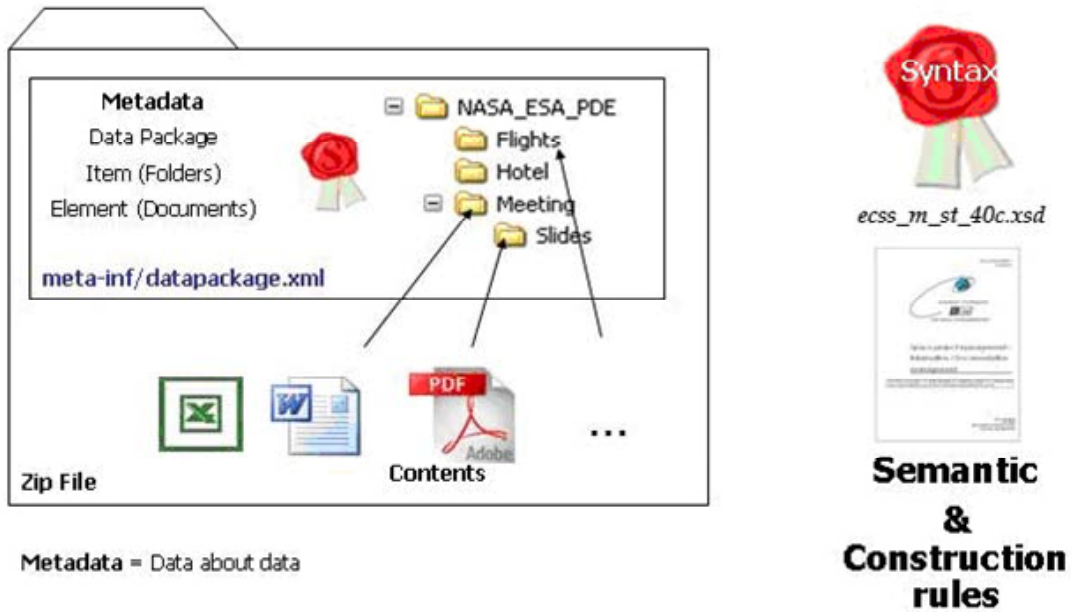 Metadata
Data Package
Item (Folders)
Element (Documents)
meta-inf/datapackage.xml
S
NASA_ESA_PDE
Flights
Hotel
Meeting
Slides
X
W
PDF
Adobe
...
Contents
Zip File
Metadata = Data about data
Syntax
ecss_m_st_40c.xsd
Semantic
&
Construction
rules